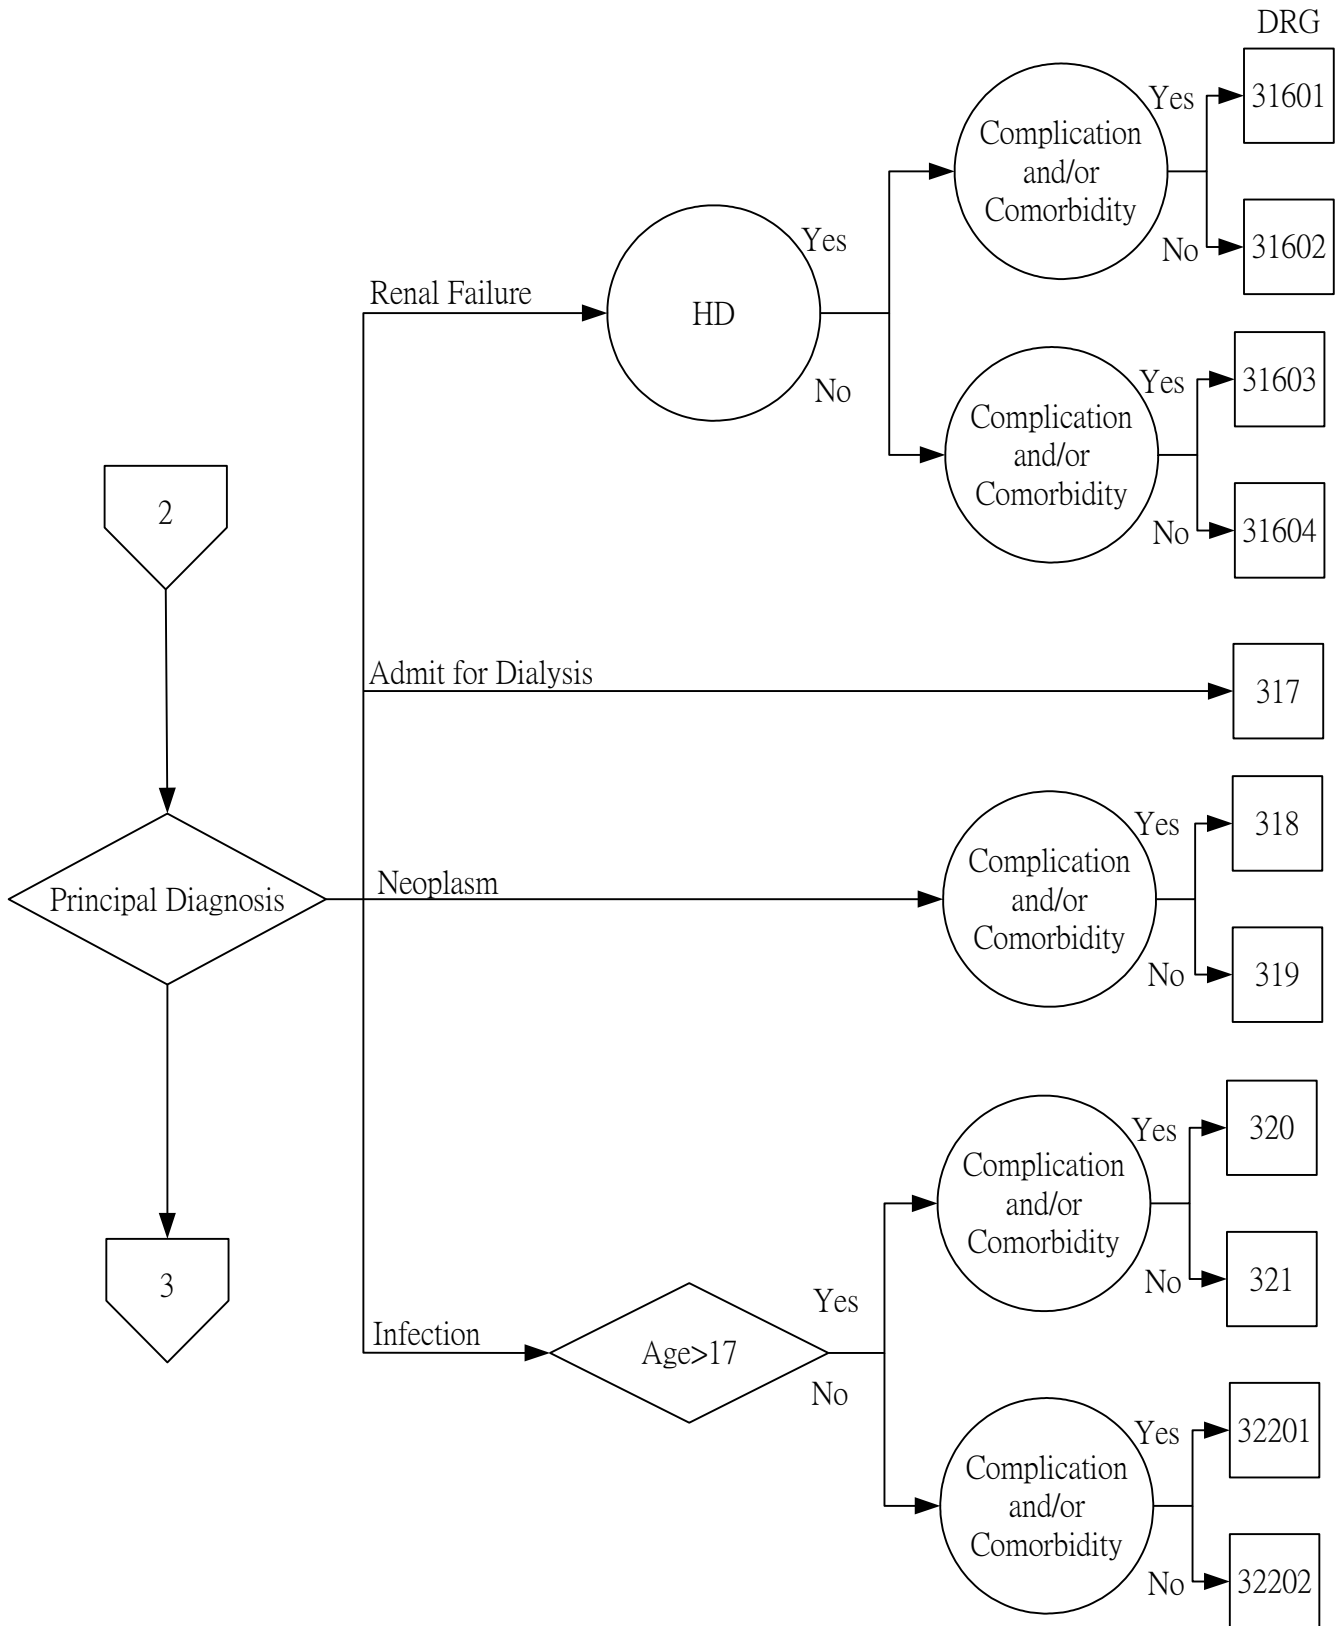 DRG
Yes
31601
Complication
and/or
Comorbidity
No
31602
Renal Failure
HD
Yes
No
Complication
and/or
Comorbidity
Yes
31603
No
31604
2
Admit for Dialysis
317
Principal Diagnosis
Neoplasm
Complication
and/or
Comorbidity
Yes
318
No
319
3
Infection
Age>17
Yes
No
Complication
and/or
Comorbidity
Yes
320
No
321
Complication
and/or
Comorbidity
Yes
32201
No
32202